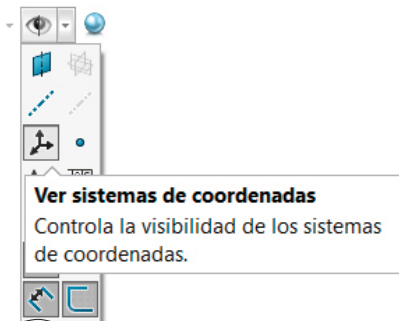 Ver sistemas de coordenadas
Controla la visibilidad de los sistemas
de coordenadas.